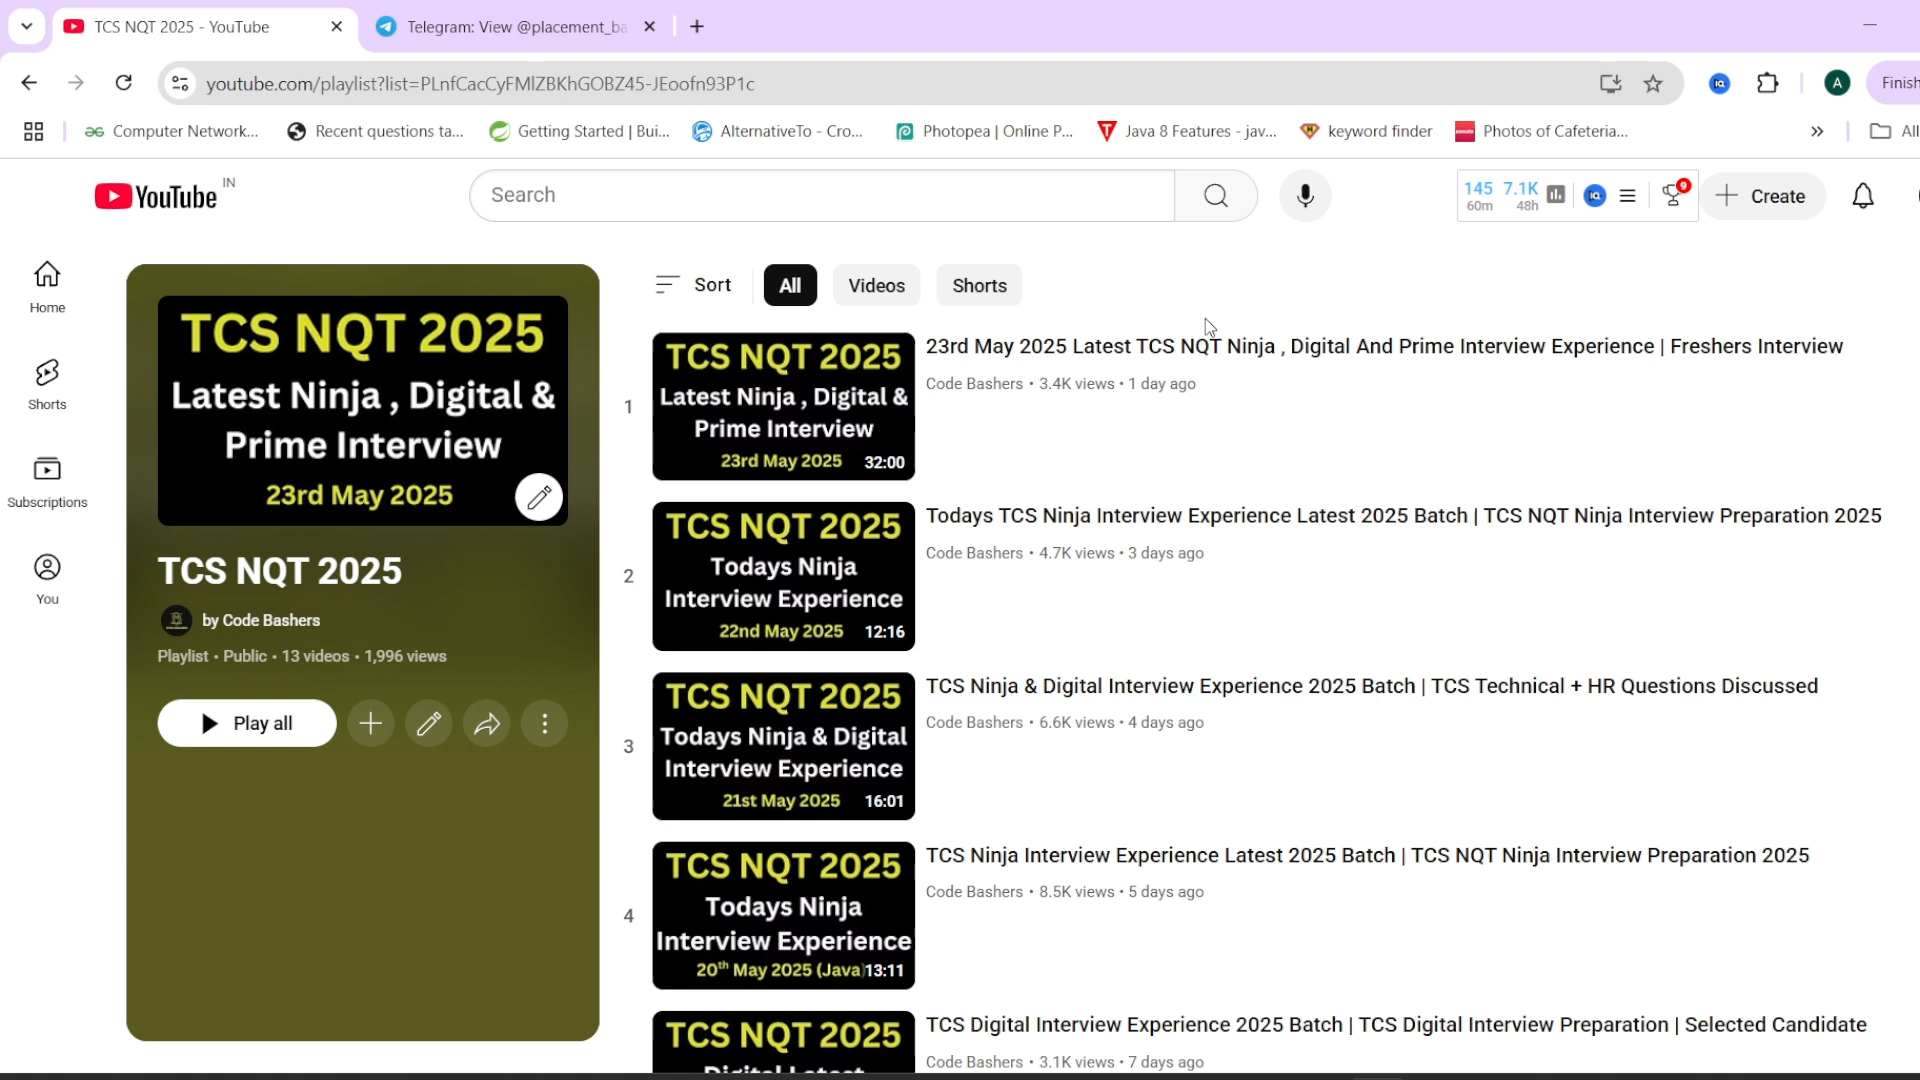 TCS NQT 2025 - YouTube
Telegram: View @placement_ba
youtube.com/playlist?list=PLnfCacCyFMlZBKhGOBZ45-JEoofn93P1c
A
Finish
Computer Network...
Recent questions ta...
Getting Started | Bui...
AlternativeTo - Cro...
Photopea | Online P...
Java 8 Features - jav...
keyword finder
Photos of Cafeteria...
All
YouTube IN
Search
145 7.1K
60m 48h
9
Create
Home
Shorts
Subscriptions
You
TCS NQT 2025
Latest Ninja , Digital &
Prime Interview
23rd May 2025
TCS NQT 2025
by Code Bashers
Playlist • Public • 13 videos • 1,996 views
Play all
Sort
All
Videos
Shorts
1
TCS NQT 2025
Latest Ninja , Digital &
Prime Interview
23rd May 2025
32:00
23rd May 2025 Latest TCS NQT Ninja , Digital And Prime Interview Experience | Freshers Interview
Code Bashers • 3.4K views • 1 day ago
2
TCS NQT 2025
Todays Ninja
Interview Experience
22nd May 2025
12:16
Todays TCS Ninja Interview Experience Latest 2025 Batch | TCS NQT Ninja Interview Preparation 2025
Code Bashers • 4.7K views • 3 days ago
3
TCS NQT 2025
Todays Ninja & Digital
Interview Experience
21st May 2025
16:01
TCS Ninja & Digital Interview Experience 2025 Batch | TCS Technical + HR Questions Discussed
Code Bashers • 6.6K views • 4 days ago
4
TCS NQT 2025
Todays Ninja
Interview Experience
20th May 2025 (Java)
13:11
TCS Ninja Interview Experience Latest 2025 Batch | TCS NQT Ninja Interview Preparation 2025
Code Bashers • 8.5K views • 5 days ago
TCS NQT 2025
Digital Latest
TCS Digital Interview Experience 2025 Batch | TCS Digital Interview Preparation | Selected Candidate
Code Bashers • 3.1K views • 7 days ago